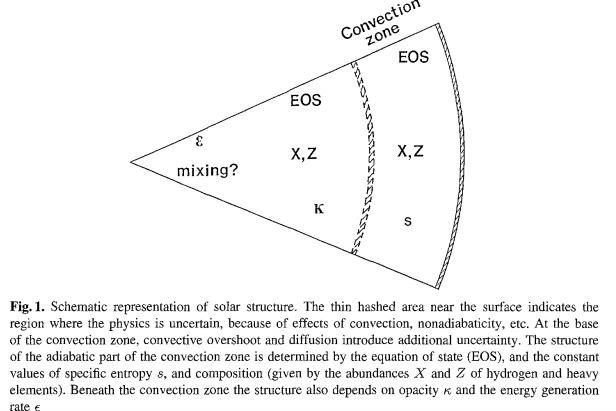 Convection
zone
EOS
EOS
ε
X,Z
X,Z
mixing?
κ
s
Fig. 1. Schematic representation of solar structure. The thin hashed area near the surface indicates the
region where the physics is uncertain, because of effects of convection, nonadiabaticity, etc. At the base
of the convection zone, convective overshoot and diffusion introduce additional uncertainty. The structure
of the adiabatic part of the convection zone is determined by the equation of state (EOS), and the constant
values of specific entropy s, and composition (given by the abundances X and Z of hydrogen and heavy
elements). Beneath the convection zone the structure also depends on opacity κ and the energy generation
rate ϵ